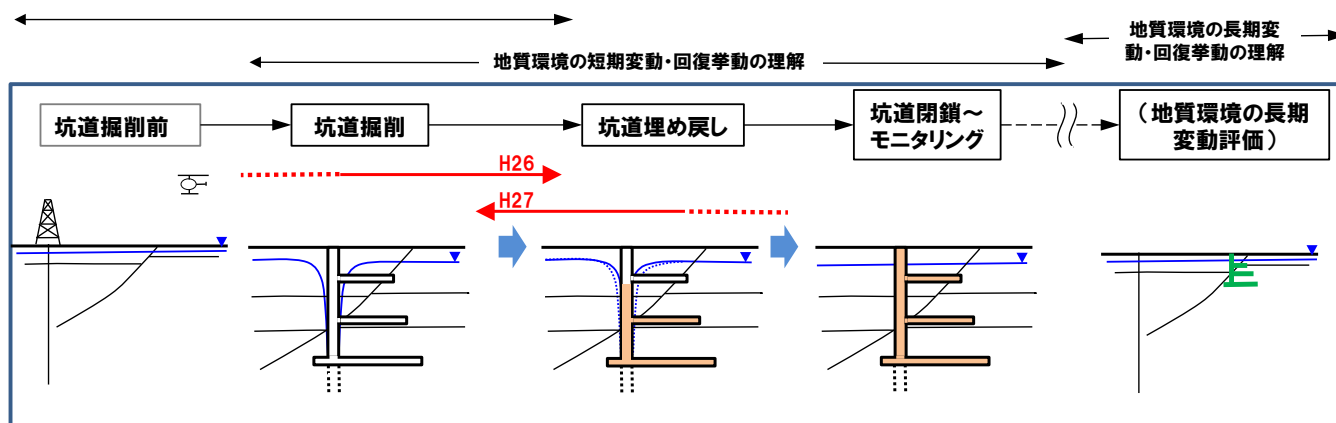 地質環境の長期変
動・回復挙動の理解
地質環境の短期変動・回復挙動の理解
坑道掘削前
坑道掘削
坑道埋め戻し
坑道閉鎖～
モニタリング
（地質環境の長期
変動評価）
H26
H27